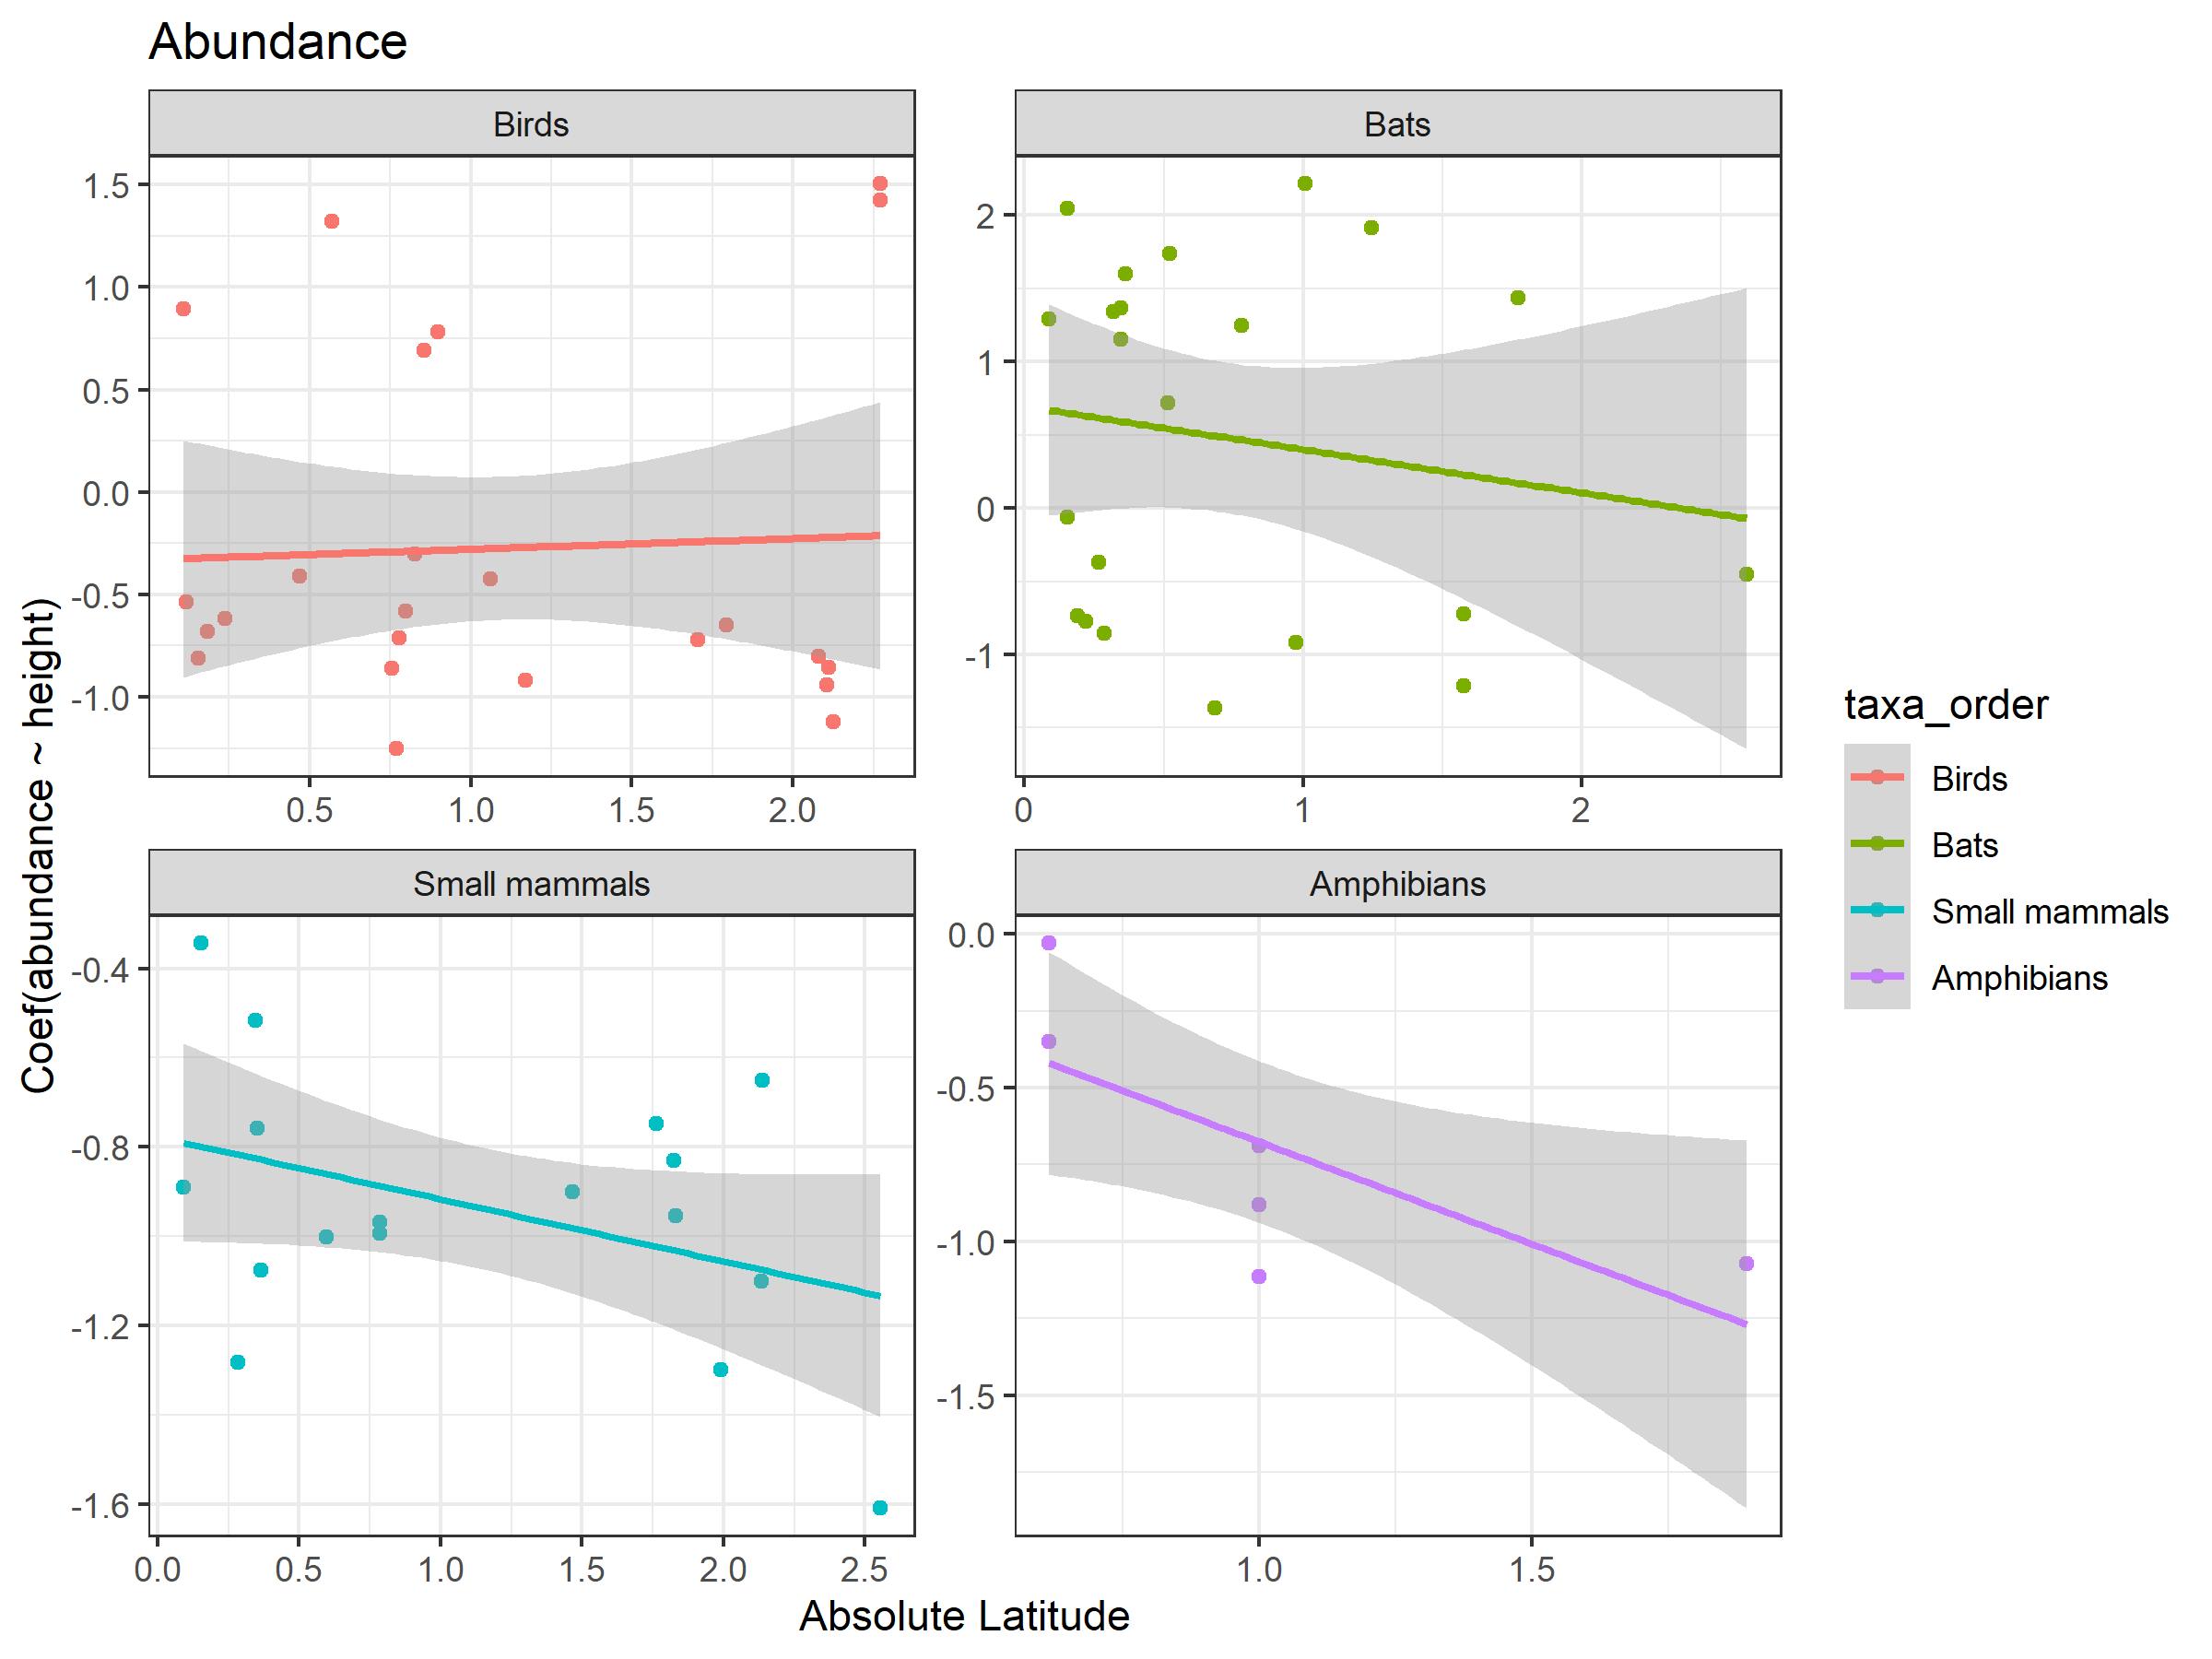 Abundance
Birds
Bats
1.5
1.0
0.5
0.0
-0.5
-1.0
2
1
0
-1
0.5 1.0 1.5 2.0
0 1 2
Small mammals
Amphibians
-0.4
-0.8
-1.2
-1.6
0.0
-0.5
-1.0
-1.5
0.0 0.5 1.0 1.5 2.0 2.5
1.0 1.5
Absolute Latitude
Coef(abundance ~ height)
taxa_order
Birds
Bats
Small mammals
Amphibians